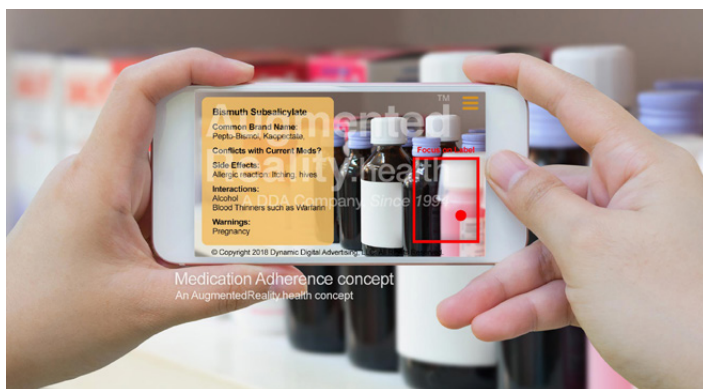 Bismuth Subsalicylate
Common Brand Name:
Pepto-Bismol, Kaopectate,
Conflicts with Current Meds?
Side Effects:
Allergic reaction: Itching; hives
Interactions:
Alcohol
Blood Thinners such as Warfarin
Warnings:
Pregnancy
TM
Augmented
Reality.health
A DDA Company, Since 1994
Focus on Label
© Copyright 2018 Dynamic Digital Advertising,
Medication Adherence concept
An AugmentedReality.health concept